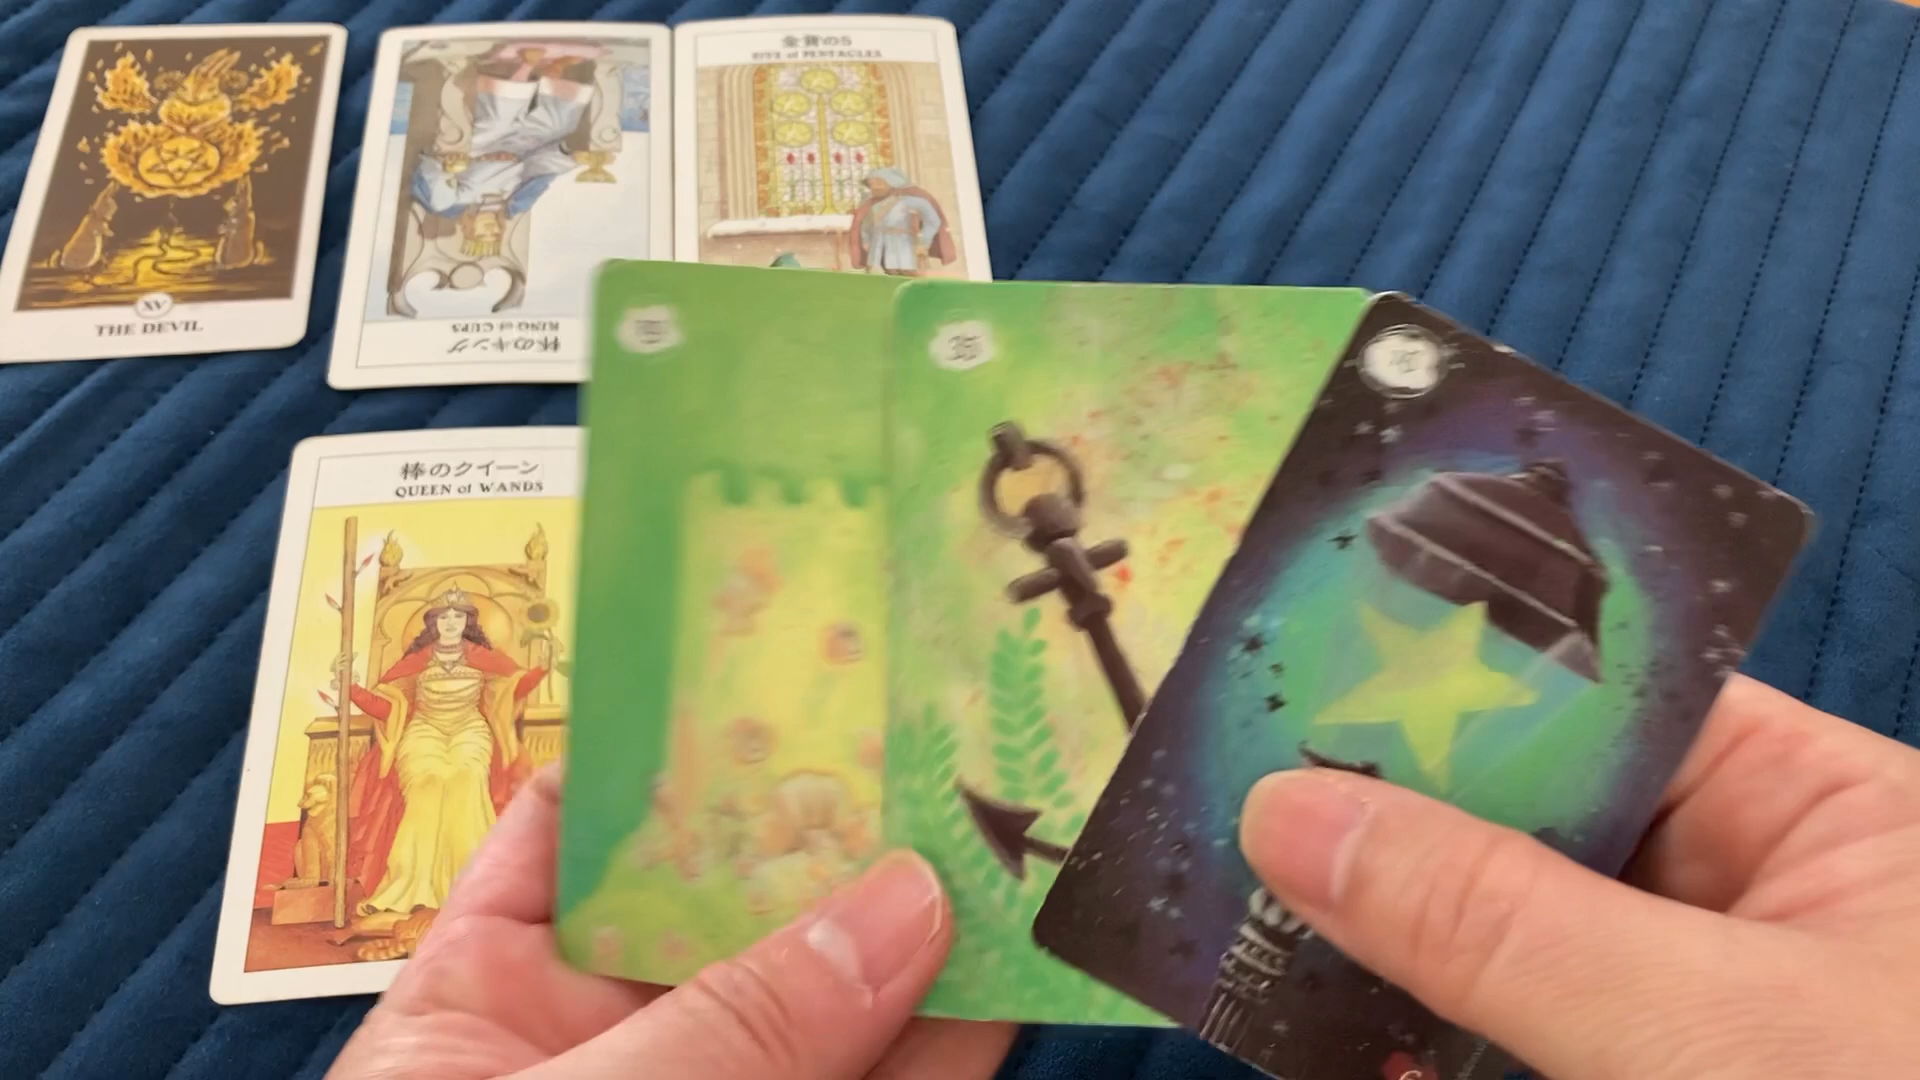 XV
THE DEVIL
杯のキング
KING of CUPS
金貨の5
FIVE of PENTACLES
棒のクイーン
QUEEN of WANDS